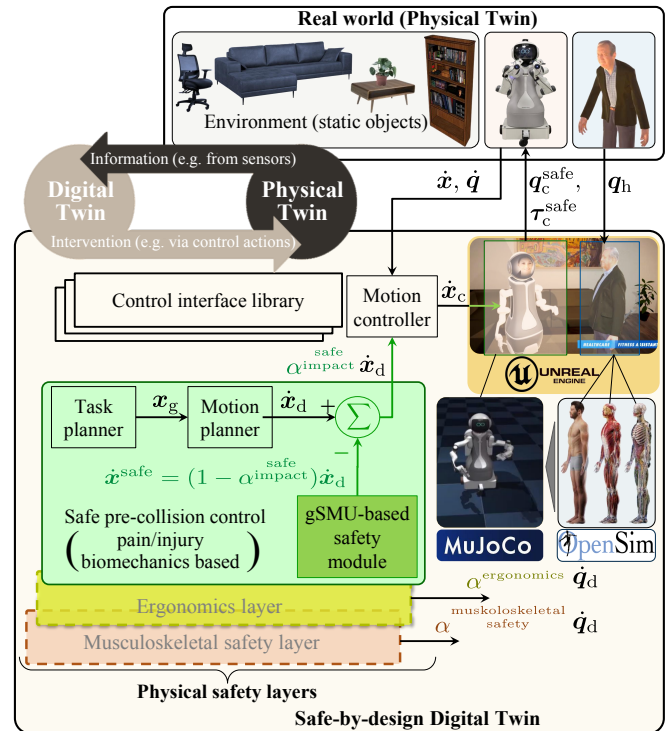 Real world (Physical Twin)
Environment (static objects)
Information (e.g. from sensors)
Digital
Twin
Physical
Twin
Intervention (e.g. via control actions)
ẋ, q̇
q_c^safe,
τ_c^safe
q_h
Control interface library
Motion
controller
ẋ_c
HEALTHCARE
FITNESS ASSISTANT
UNREAL
ENGINE
α_impact^safe ẋ_d
Task
planner
x_g
Motion
planner
ẋ_d
+
Σ
−
ẋ^safe = (1 − α_impact^safe)ẋ_d
Safe pre-collision control
( pain/injury )
biomechanics based
gSMU-based
safety
module
MuJoCo
OpenSim
Ergonomics layer
α^ergonomics q̇_d
Musculoskeletal safety layer
α^muskoloskeletal safety q̇_d
Physical safety layers
Safe-by-design Digital Twin